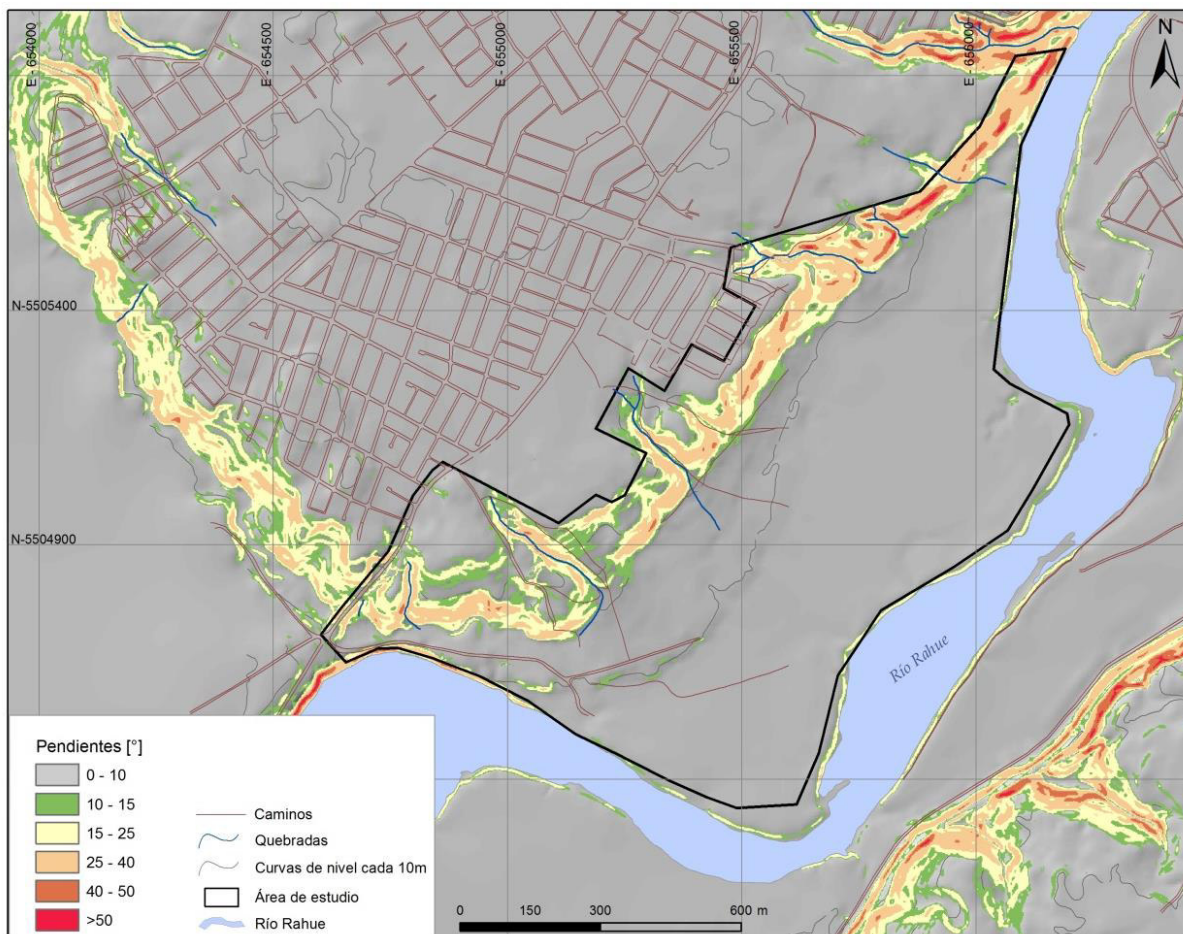 E - 654000
E - 654500
E - 655000
E - 655500
E - 656000
N
N-5505400
N-5504900
Río Rahue
Pendientes [°]
0 - 10
10 - 15
15 - 25
25 - 40
40 - 50
>50
Caminos
Quebradas
Curvas de nivel cada 10m
Área de estudio
Río Rahue
0 150 300 600 m